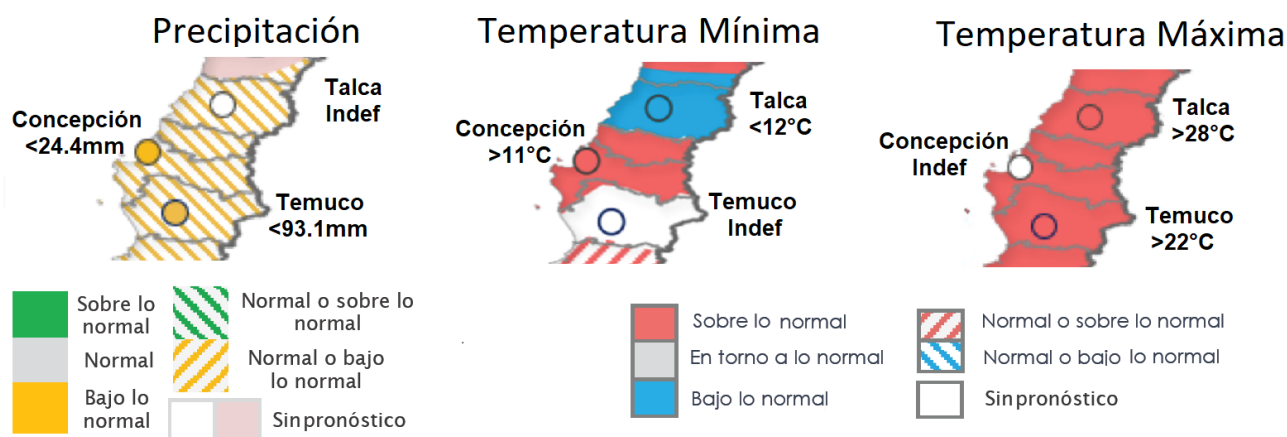 Precipitación
Talca
Indef
Concepción
<24.4mm
Temuco
<93.1mm
Temperatura Mínima
Talca
<12°C
Concepción
>11°C
Temuco
Indef
Temperatura Máxima
Talca
>28°C
Concepción
Indef
Temuco
>22°C
Sobre lo
normal
Normal
Bajo lo
normal
Normal o sobre lo
normal
Normal o bajo
lo normal
Sin pronóstico
Sobre lo normal
En torno a lo normal
Bajo lo normal
Normal o sobre lo normal
Normal o bajo lo normal
Sin pronóstico